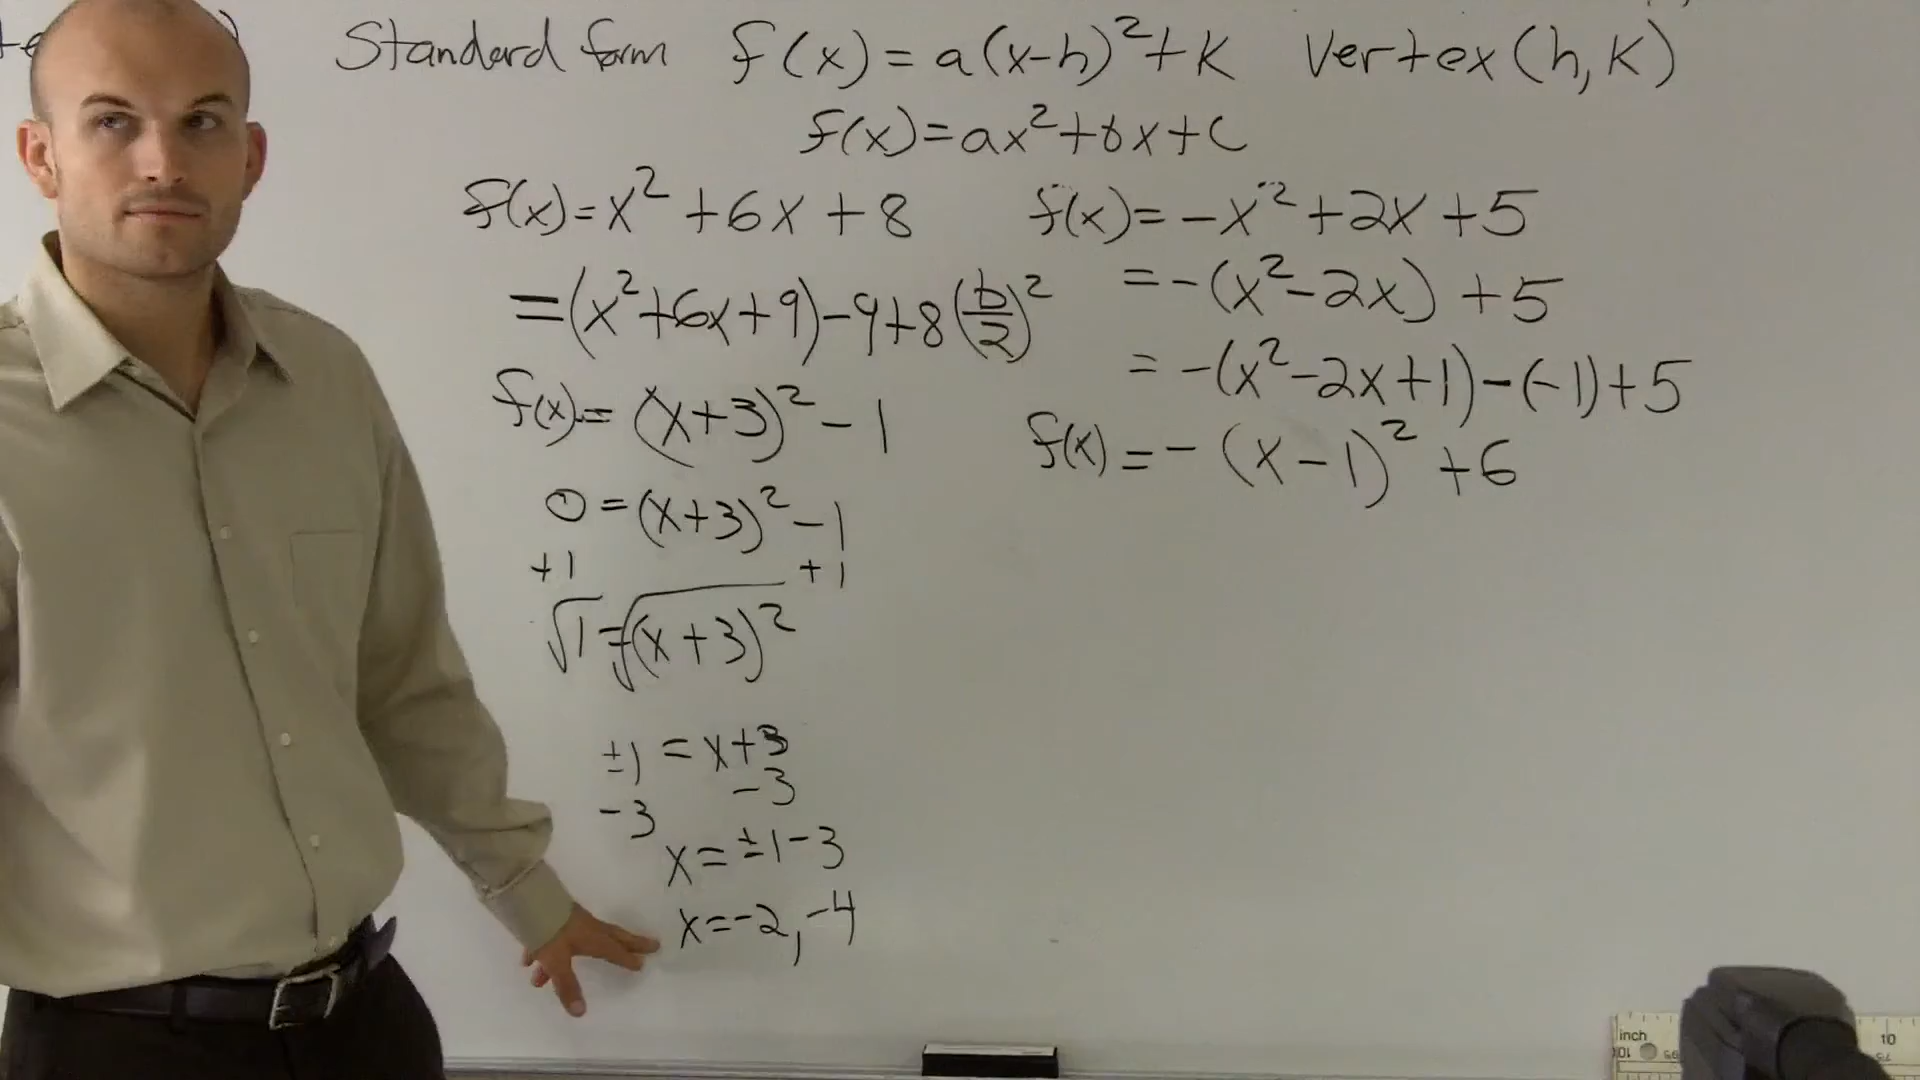 Standard form f(x) = a(x-h)²+k vertex (h, k)
f(x)=ax²+bx+c
f(x)=x²+6x+8
=(x²+6x+9)-9+8 (b/2)²
f(x)=(x+3)²-1
0=(x+3)²-1
+1 +1
√1=√(x+3)²
±1=x+3
-3 -3
x=±1-3
x=-2,-4
f(x)=-x²+2x+5
=-(x²-2x)+5
=-(x²-2x+1)-(-1)+5
f(x)=-(x-1)²+6
inch
10